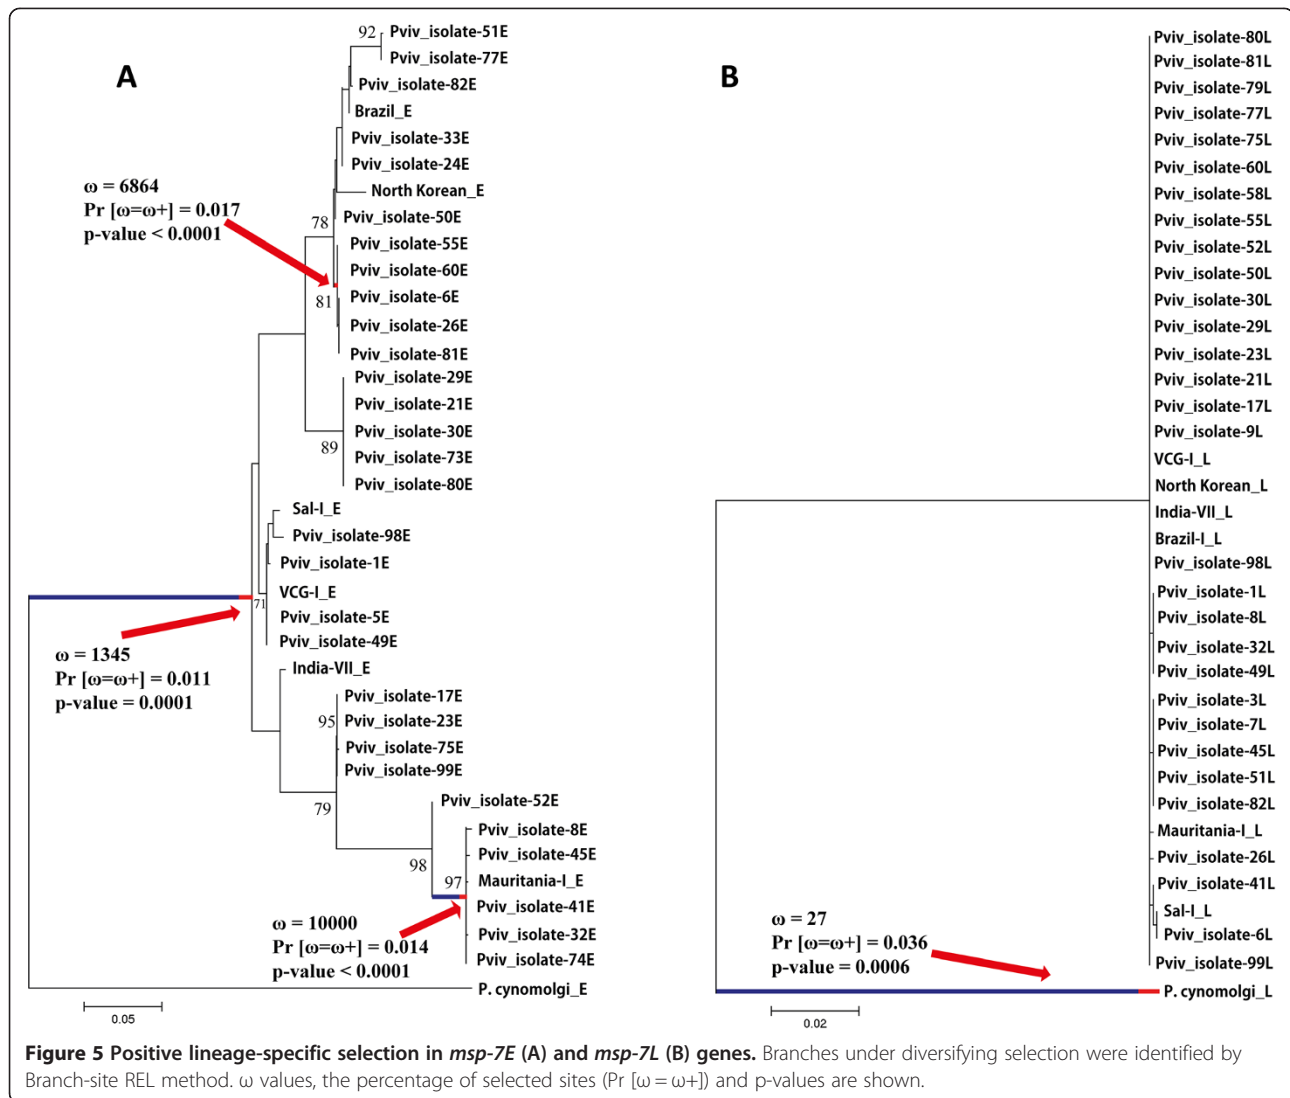 A
92
Pviv_isolate-51E
Pviv_isolate-77E
Pviv_isolate-82E
Brazil_E
Pviv_isolate-33E
Pviv_isolate-24E
North Korean_E
78
Pviv_isolate-50E
Pviv_isolate-55E
Pviv_isolate-60E
81
Pviv_isolate-6E
Pviv_isolate-26E
Pviv_isolate-81E
Pviv_isolate-29E
Pviv_isolate-21E
89
Pviv_isolate-30E
Pviv_isolate-73E
Pviv_isolate-80E
Sal-I_E
Pviv_isolate-98E
Pviv_isolate-1E
71
VCG-I_E
Pviv_isolate-5E
Pviv_isolate-49E
India-VII_E
95
Pviv_isolate-17E
Pviv_isolate-23E
Pviv_isolate-75E
Pviv_isolate-99E
79
Pviv_isolate-52E
98
Pviv_isolate-8E
Pviv_isolate-45E
97
Mauritania-I_E
Pviv_isolate-41E
Pviv_isolate-32E
Pviv_isolate-74E
P. cynomolgi_E
ω = 6864
Pr [ω=ω+] = 0.017
p-value < 0.0001
ω = 1345
Pr [ω=ω+] = 0.011
p-value = 0.0001
ω = 10000
Pr [ω=ω+] = 0.014
p-value < 0.0001
0.05
B
Pviv_isolate-80L
Pviv_isolate-81L
Pviv_isolate-79L
Pviv_isolate-77L
Pviv_isolate-75L
Pviv_isolate-60L
Pviv_isolate-58L
Pviv_isolate-55L
Pviv_isolate-52L
Pviv_isolate-50L
Pviv_isolate-30L
Pviv_isolate-29L
Pviv_isolate-23L
Pviv_isolate-21L
Pviv_isolate-17L
Pviv_isolate-9L
VCG-I_L
North Korean_L
India-VII_L
Brazil-I_L
Pviv_isolate-98L
Pviv_isolate-1L
Pviv_isolate-8L
Pviv_isolate-32L
Pviv_isolate-49L
Pviv_isolate-3L
Pviv_isolate-7L
Pviv_isolate-45L
Pviv_isolate-51L
Pviv_isolate-82L
Mauritania-I_L
Pviv_isolate-26L
Pviv_isolate-41L
Sal-I_L
Pviv_isolate-6L
Pviv_isolate-99L
P. cynomolgi_L
ω = 27
Pr [ω=ω+] = 0.036
p-value = 0.0006
0.02
Figure 5 Positive lineage-specific selection in msp-7E (A) and msp-7L (B) genes. Branches under diversifying selection were identified by
Branch-site REL method. ω values, the percentage of selected sites (Pr [ω = ω+]) and p-values are shown.